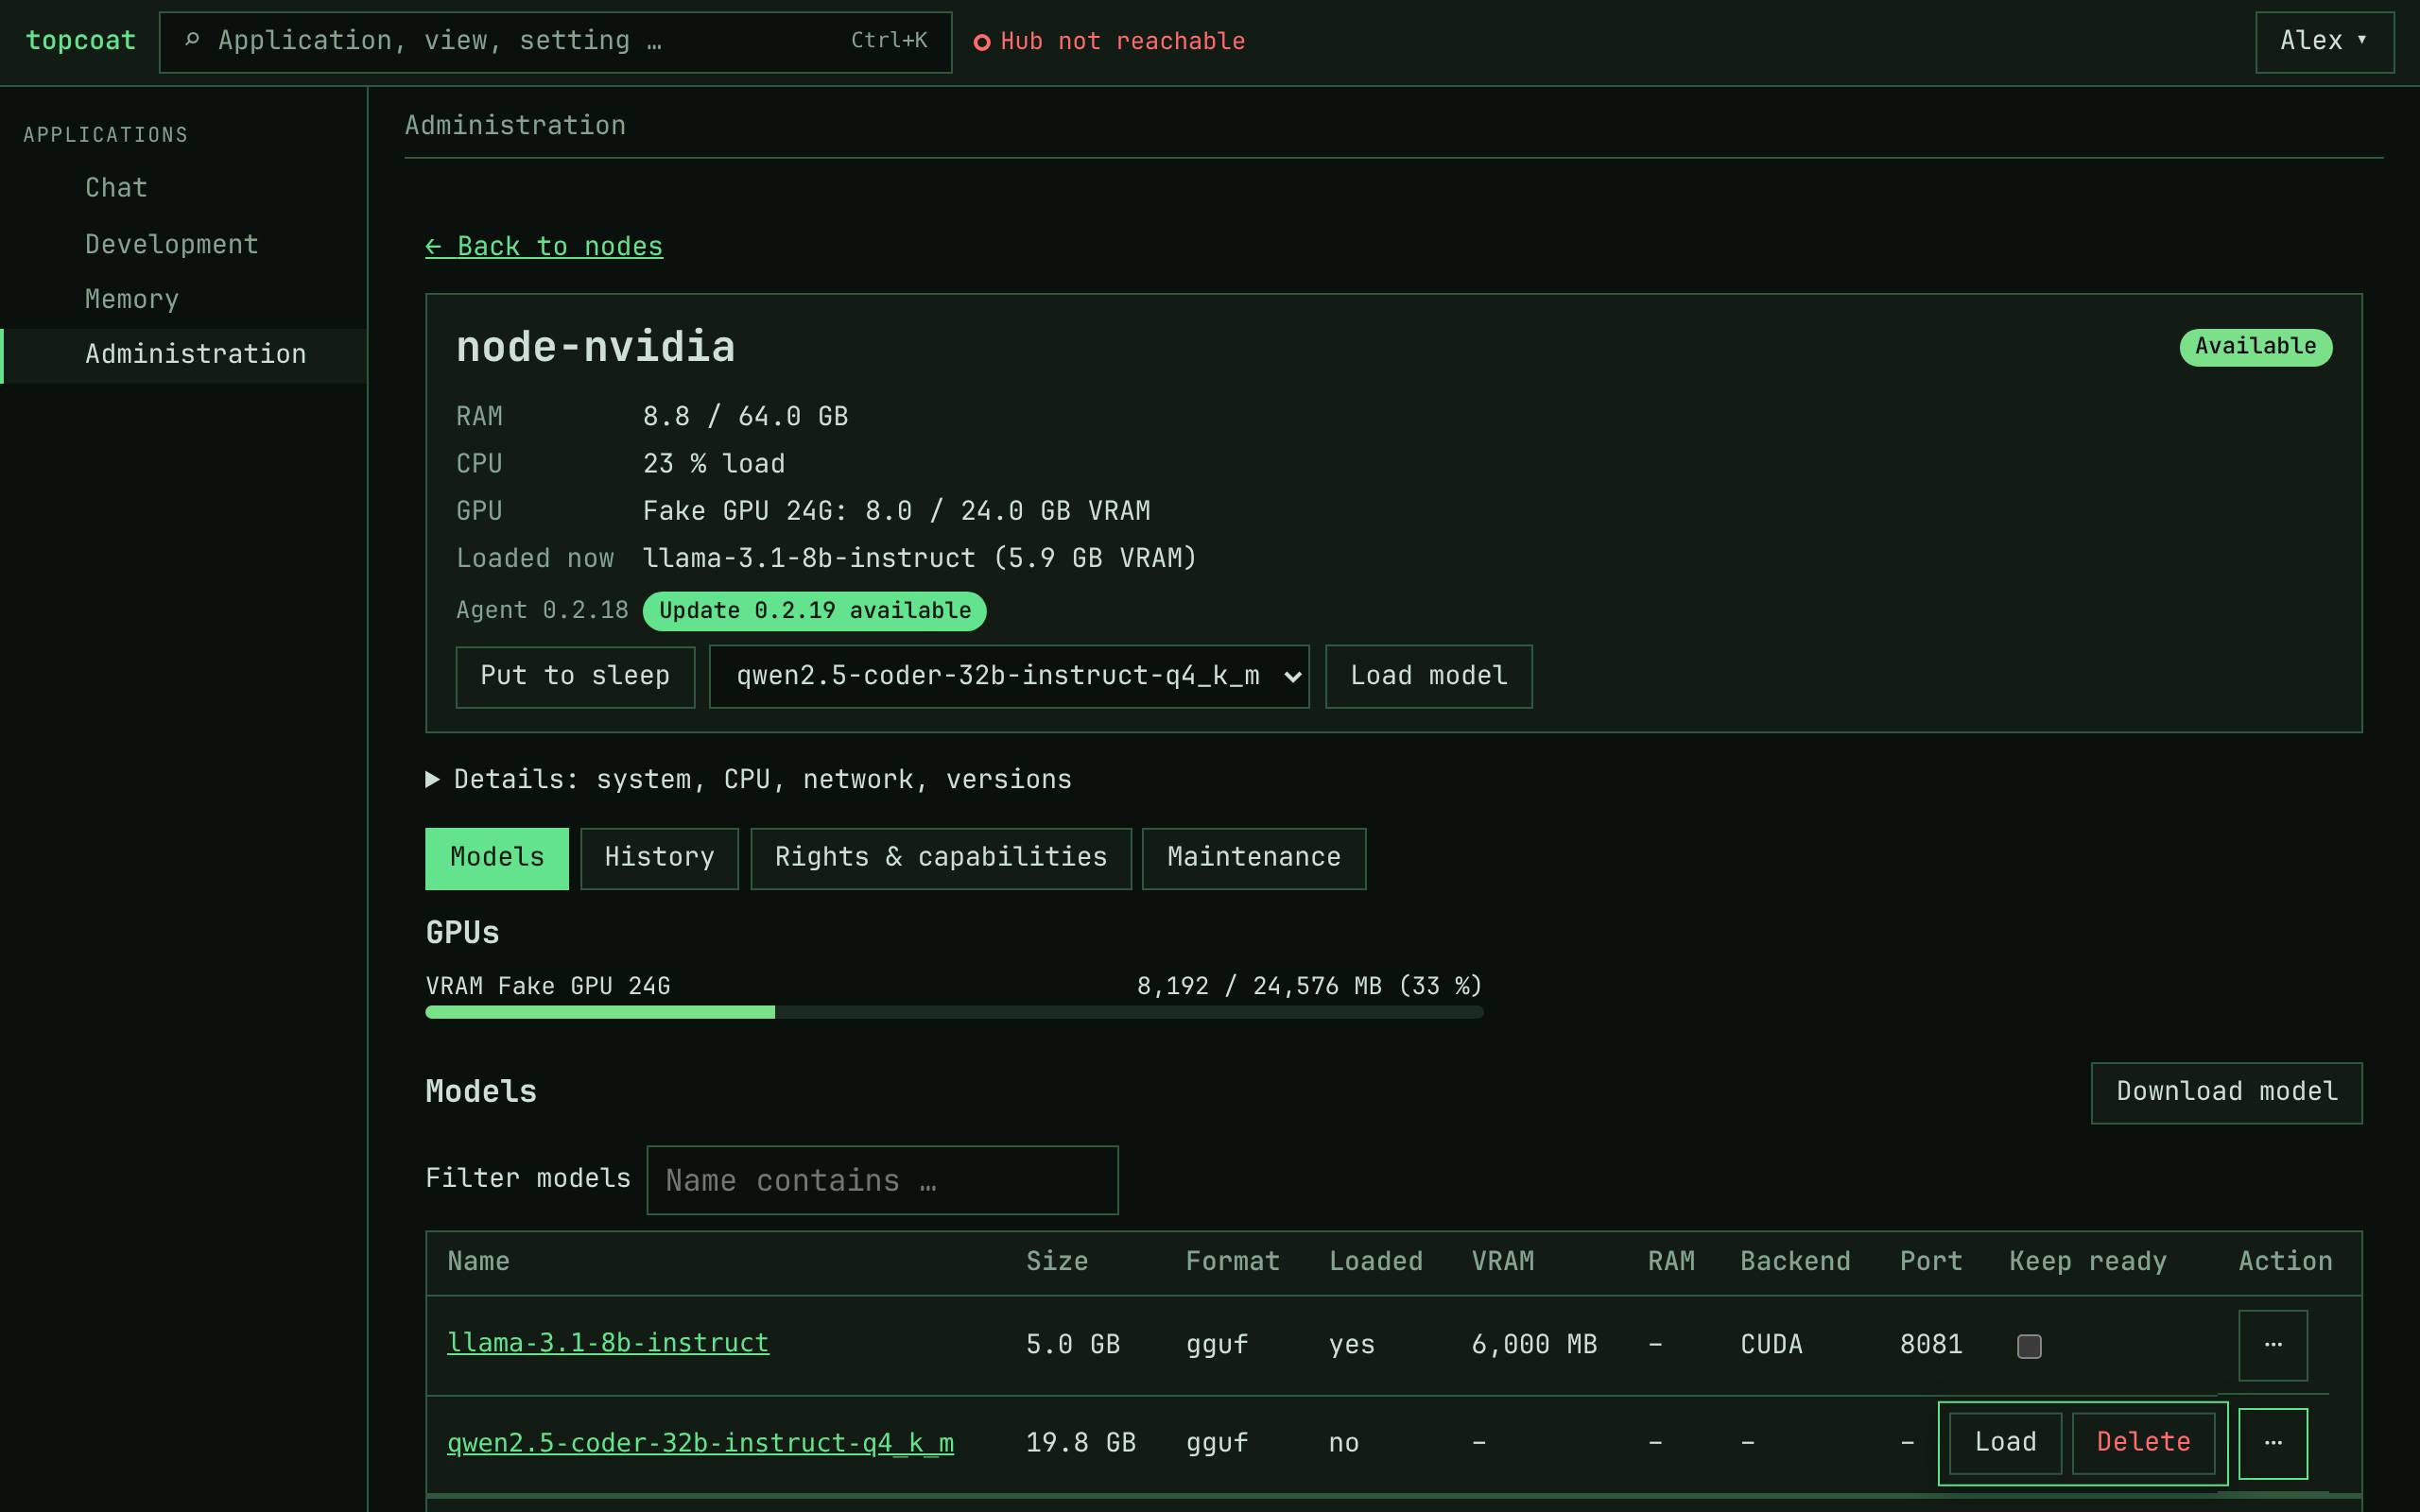 topcoat
Application, view, setting … Ctrl+K
Hub not reachable
Alex ▾
APPLICATIONS
Chat
Development
Memory
Administration
Administration
← Back to nodes
node-nvidia
Available
RAM 8.8 / 64.0 GB
CPU 23 % load
GPU Fake GPU 24G: 8.0 / 24.0 GB VRAM
Loaded now llama-3.1-8b-instruct (5.9 GB VRAM)
Agent 0.2.18 Update 0.2.19 available
Put to sleep qwen2.5-coder-32b-instruct-q4_k_m Load model
▶ Details: system, CPU, network, versions
Models History Rights & capabilities Maintenance
GPUs
VRAM Fake GPU 24G 8,192 / 24,576 MB (33 %)
Models Download model
Filter models Name contains …
Name Size Format Loaded VRAM RAM Backend Port Keep ready Action
llama-3.1-8b-instruct 5.0 GB gguf yes 6,000 MB – CUDA 8081 …
qwen2.5-coder-32b-instruct-q4_k_m 19.8 GB gguf no – – – – Load Delete …